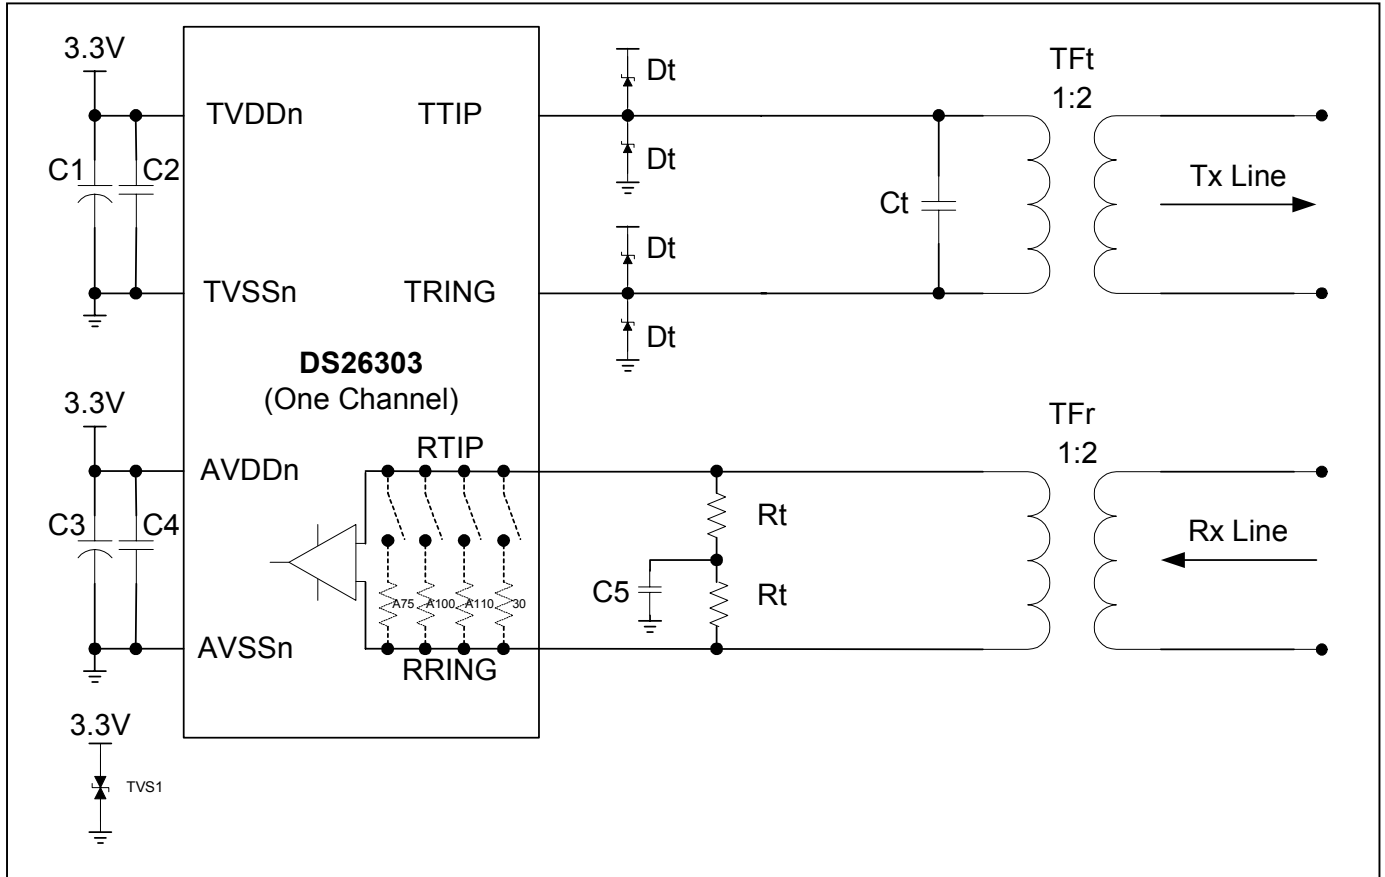 3.3V
TVDDn
TTIP
Dt
TFt
1:2
C1
C2
Dt
Tx Line
Ct
Dt
TVSSn
TRING
Dt
DS26303
(One Channel)
3.3V
TFr
1:2
RTIP
AVDDn
C3
C4
Rt
Rx Line
C5
Rt
A75
A100
A110
30
AVSSn
RRING
3.3V
TVS1